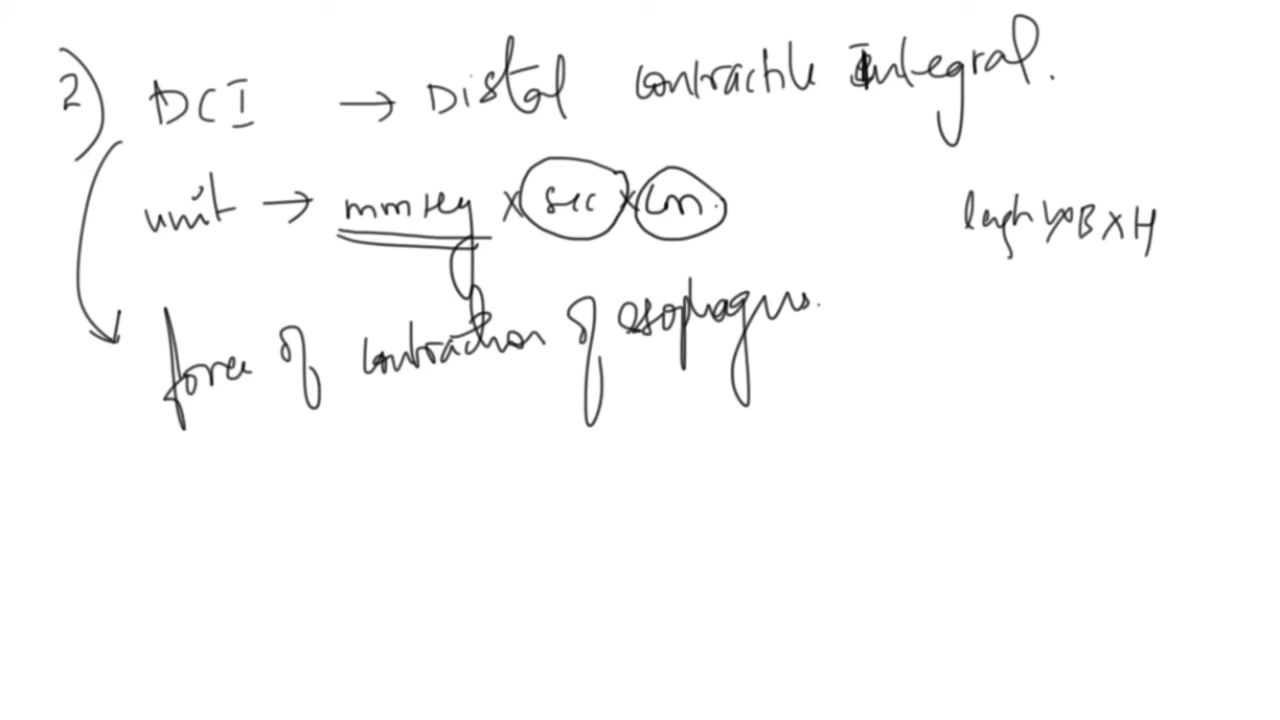 2) DCI → Distal contractile Integral.
unit → mmHg x sec x cm.
length x B x H
force of contraction of esophagus.